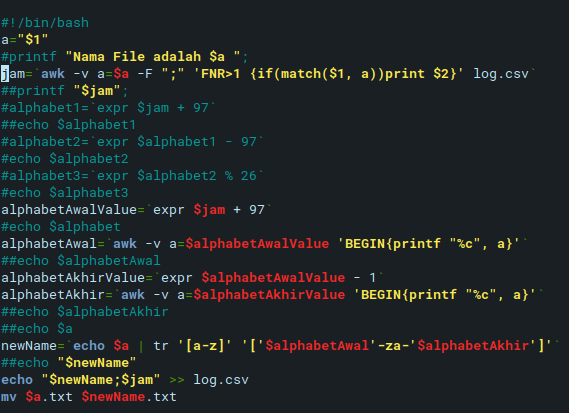 #!/bin/bash
a="$1"
#printf "Nama File adalah $a ";
jam=`awk -v a=$a -F ";" 'FNR>1 {if(match($1, a))print $2}' log.csv`
##printf "$jam";
#alphabet1=`expr $jam + 97`
##echo $alphabet1
#alphabet2=`expr $alphabet1 - 97`
#echo $alphabet2
#alphabet3=`expr $alphabet2 % 26`
#echo $alphabet3
alphabetAwalValue=`expr $jam + 97`
#echo $alphabet
alphabetAwal=`awk -v a=$alphabetAwalValue 'BEGIN{printf "%c", a}'`
##echo $alphabetAwal
alphabetAkhirValue=`expr $alphabetAwalValue - 1`
alphabetAkhir=`awk -v a=$alphabetAkhirValue 'BEGIN{printf "%c", a}'`
##echo $alphabetAkhir
##echo $a
newName=`echo $a | tr '[a-z]' '['$alphabetAwal'-za-'$alphabetAkhir']'`
##echo "$newName"
echo "$newName;$jam" >> log.csv
mv $a.txt $newName.txt